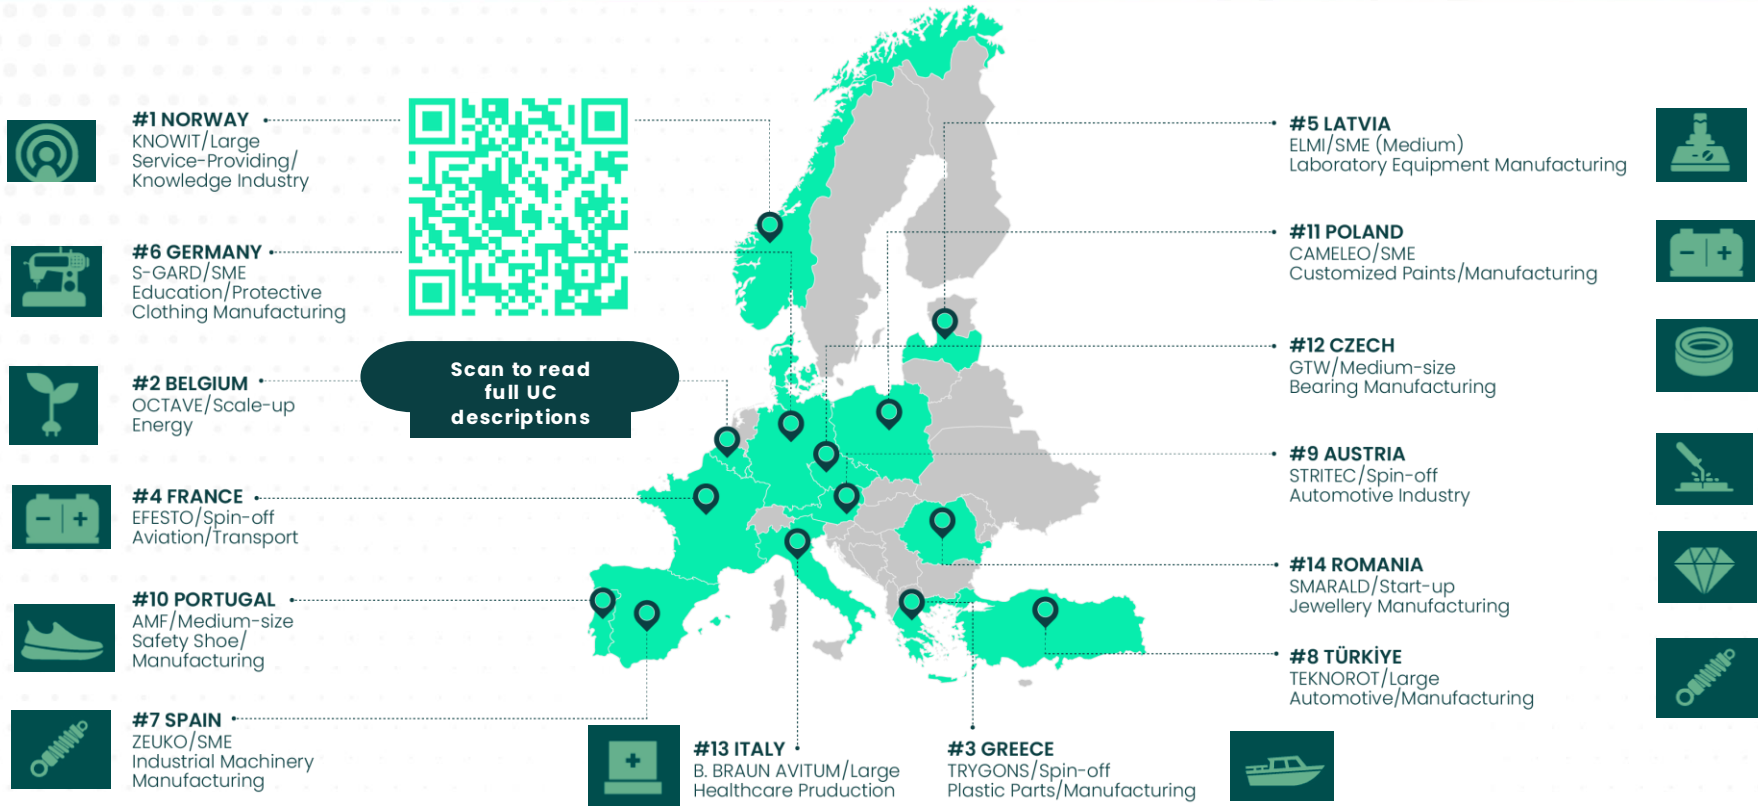 #1 NORWAY
KNOWIT/Large
Service-Providing/
Knowledge Industry
#6 GERMANY
S-GARD/SME
Education/Protective
Clothing Manufacturing
#2 BELGIUM
OCTAVE/Scale-up
Energy
#4 FRANCE
EFESTO/Spin-off
Aviation/Transport
#10 PORTUGAL
AMF/Medium-size
Safety Shoe/
Manufacturing
#7 SPAIN
ZEUKO/SME
Industrial Machinery
Manufacturing
Scan to read
full UC
descriptions
#13 ITALY
B. BRAUN AVITUM/Large
Healthcare Pruduction
#3 GREECE
TRYGONS/Spin-off
Plastic Parts/Manufacturing
#5 LATVIA
ELMI/SME (Medium)
Laboratory Equipment Manufacturing
#11 POLAND
CAMELEO/SME
Customized Paints/Manufacturing
#12 CZECH
GTW/Medium-size
Bearing Manufacturing
#9 AUSTRIA
STRITEC/Spin-off
Automotive Industry
#14 ROMANIA
SMARALD/Start-up
Jewellery Manufacturing
#8 TÜRKİYE
TEKNOROT/Large
Automotive/Manufacturing